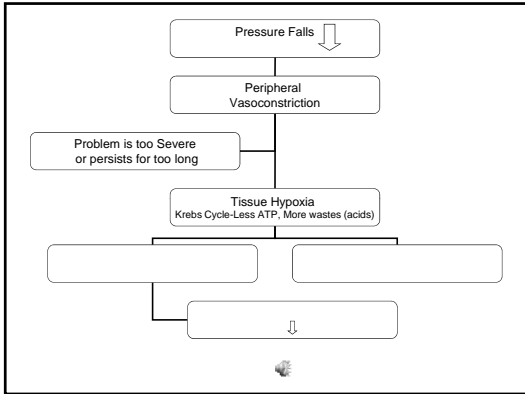 Pressure Falls
Peripheral
Vasoconstriction
Problem is too Severe
or persists for too long
Tissue Hypoxia
Krebs Cycle-Less ATP, More wastes (acids)